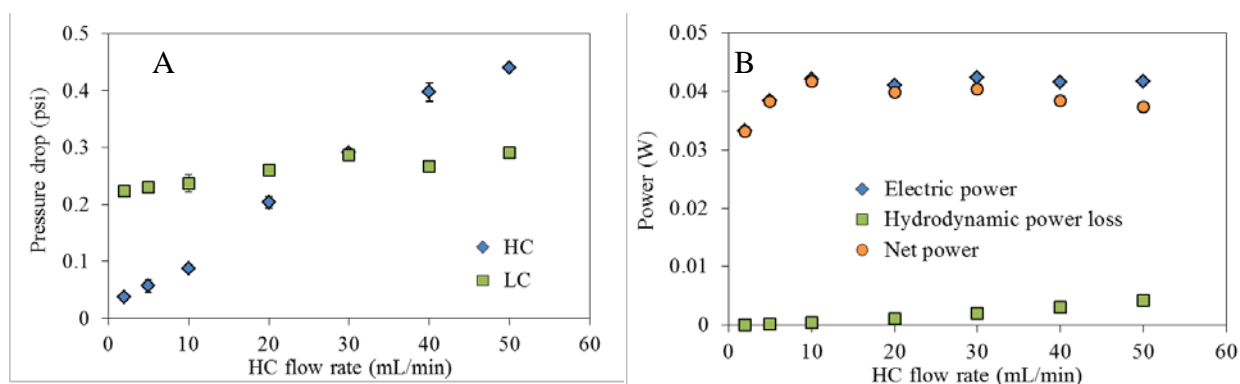 A
Pressure drop (psi)
0.5
0.4
0.3
0.2
0.1
0
HC
LC
0 10 20 30 40 50 60
HC flow rate (mL/min)
B
Power (W)
0.05
0.04
0.03
0.02
0.01
0
Electric power
Hydrodynamic power loss
Net power
0 10 20 30 40 50 60
HC flow rate (mL/min)